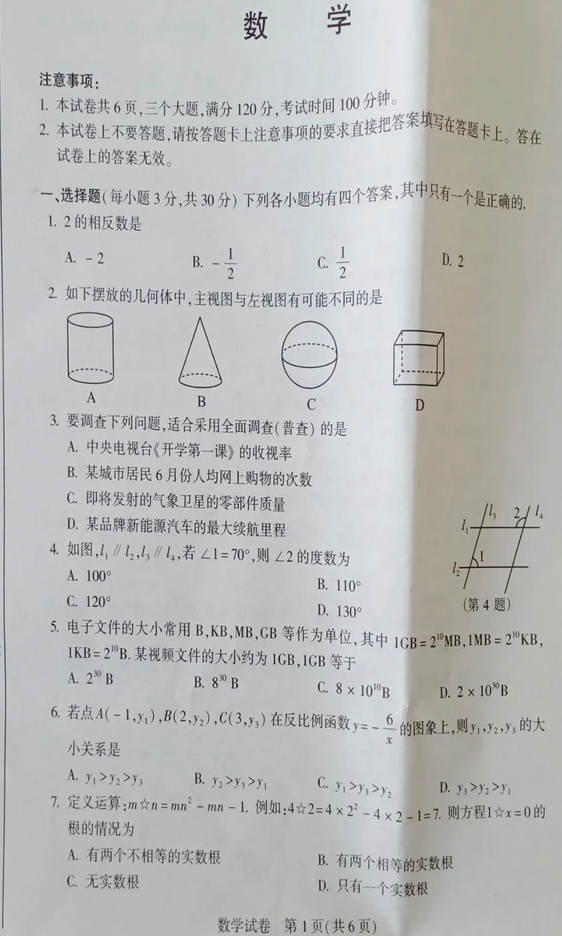 数 学
注意事项:
1. 本试卷共6页,三个大题,满分120分,考试时间100分钟。
2. 本试卷上不要答题,请按答题卡上注意事项的要求直接把答案填写在答题卡上。答在
试卷上的答案无效。
一、选择题(每小题3分,共30分) 下列各小题均有四个答案,其中只有一个是正确的.
1. 2的相反数是
A. -2 B. -1/2 C. 1/2 D. 2
2. 如下摆放的几何体中,主视图与左视图有可能不同的是
A B C D
3. 要调查下列问题,适合采用全面调查(普查)的是
A. 中央电视台《开学第一课》的收视率
B. 某城市居民6月份人均网上购物的次数
C. 即将发射的气象卫星的零部件质量
D. 某品牌新能源汽车的最大续航里程
l₃ 2 l₄
l₁
1
l₂
(第4题)
4. 如图,l₁∥l₂,l₃∥l₄,若∠1=70°,则∠2的度数为
A. 100° B. 110°
C. 120° D. 130°
5. 电子文件的大小常用B,KB,MB,GB等作为单位,其中1GB=2¹⁰MB,1MB=2¹⁰KB,
1KB=2¹⁰B.某视频文件的大小约为1GB,1GB等于
A. 2³⁰B B. 8³⁰B C. 8×10¹⁰B D. 2×10³⁰B
6. 若点A(-1,y₁),B(2,y₂),C(3,y₃)在反比例函数y=-6/x的图象上,则y₁,y₂,y₃的大
小关系是
A. y₁>y₂>y₃ B. y₂>y₃>y₁ C. y₁>y₃>y₂ D. y₃>y₂>y₁
7. 定义运算:m☆n=mn²-mn-1. 例如:4☆2=4×2²-4×2-1=7. 则方程1☆x=0的
根的情况为
A. 有两个不相等的实数根 B. 有两个相等的实数根
C. 无实数根 D. 只有一个实数根
数学试卷 第1页(共6页)